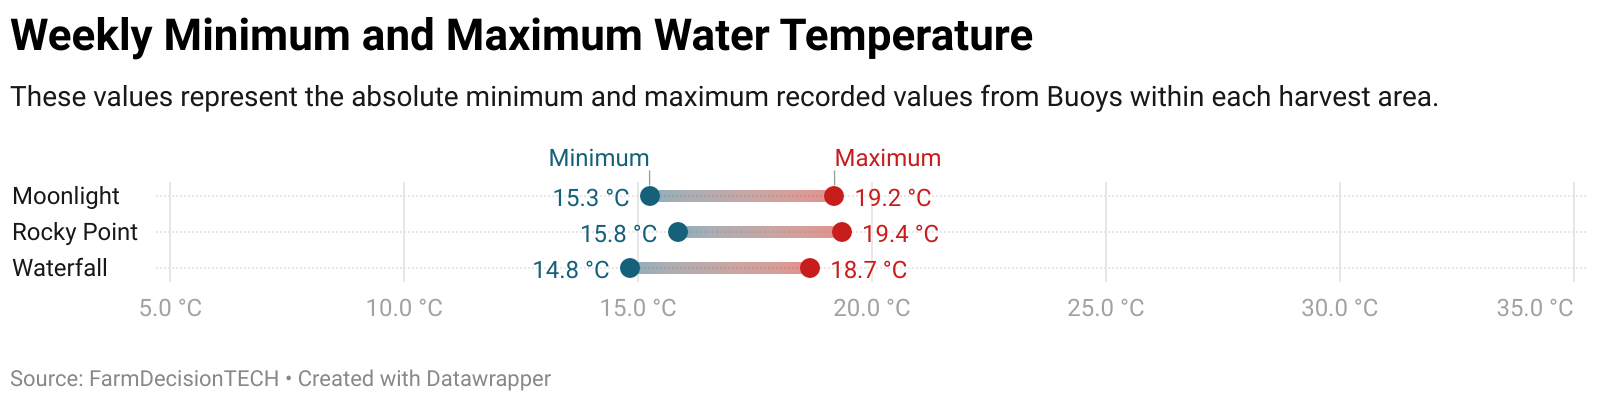 Weekly Minimum and Maximum Water Temperature
These values represent the absolute minimum and maximum recorded values from Buoys within each harvest area.
Minimum Maximum
Moonlight 15.3 °C 19.2 °C
Rocky Point 15.8 °C 19.4 °C
Waterfall 14.8 °C 18.7 °C
5.0 °C 10.0 °C 15.0 °C 20.0 °C 25.0 °C 30.0 °C 35.0 °C
Source: FarmDecisionTECH • Created with Datawrapper